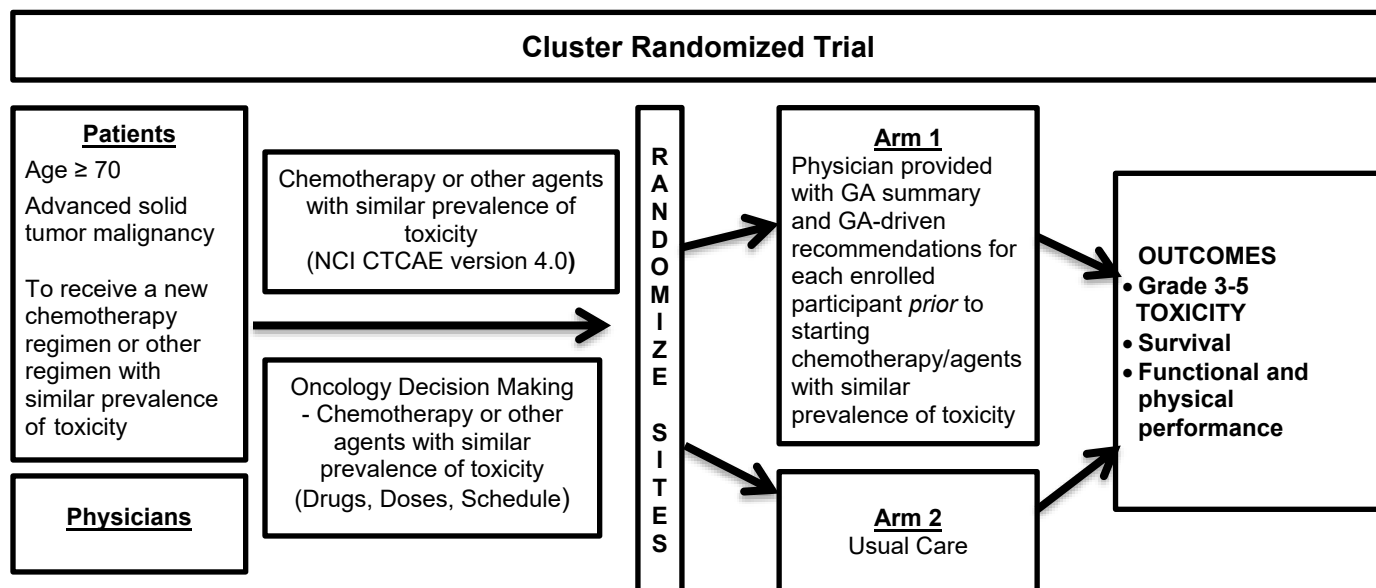 Cluster Randomized Trial
Patients
Age ≥ 70
Advanced solid
tumor malignancy
To receive a new
chemotherapy
regimen or other
regimen with
similar prevalence
of toxicity
Physicians
Chemotherapy or other agents
with similar prevalence of
toxicity
(NCI CTCAE version 4.0)
Oncology Decision Making
- Chemotherapy or other
agents with similar
prevalence of toxicity
(Drugs, Doses, Schedule)
R
A
N
D
O
M
I
Z
E
S
I
T
E
S
Arm 1
Physician provided
with GA summary
and GA-driven
recommendations for
each enrolled
participant prior to
starting
chemotherapy/agents
with similar
prevalence of toxicity
Arm 2
Usual Care
OUTCOMES
• Grade 3-5
TOXICITY
• Survival
• Functional and
physical
performance